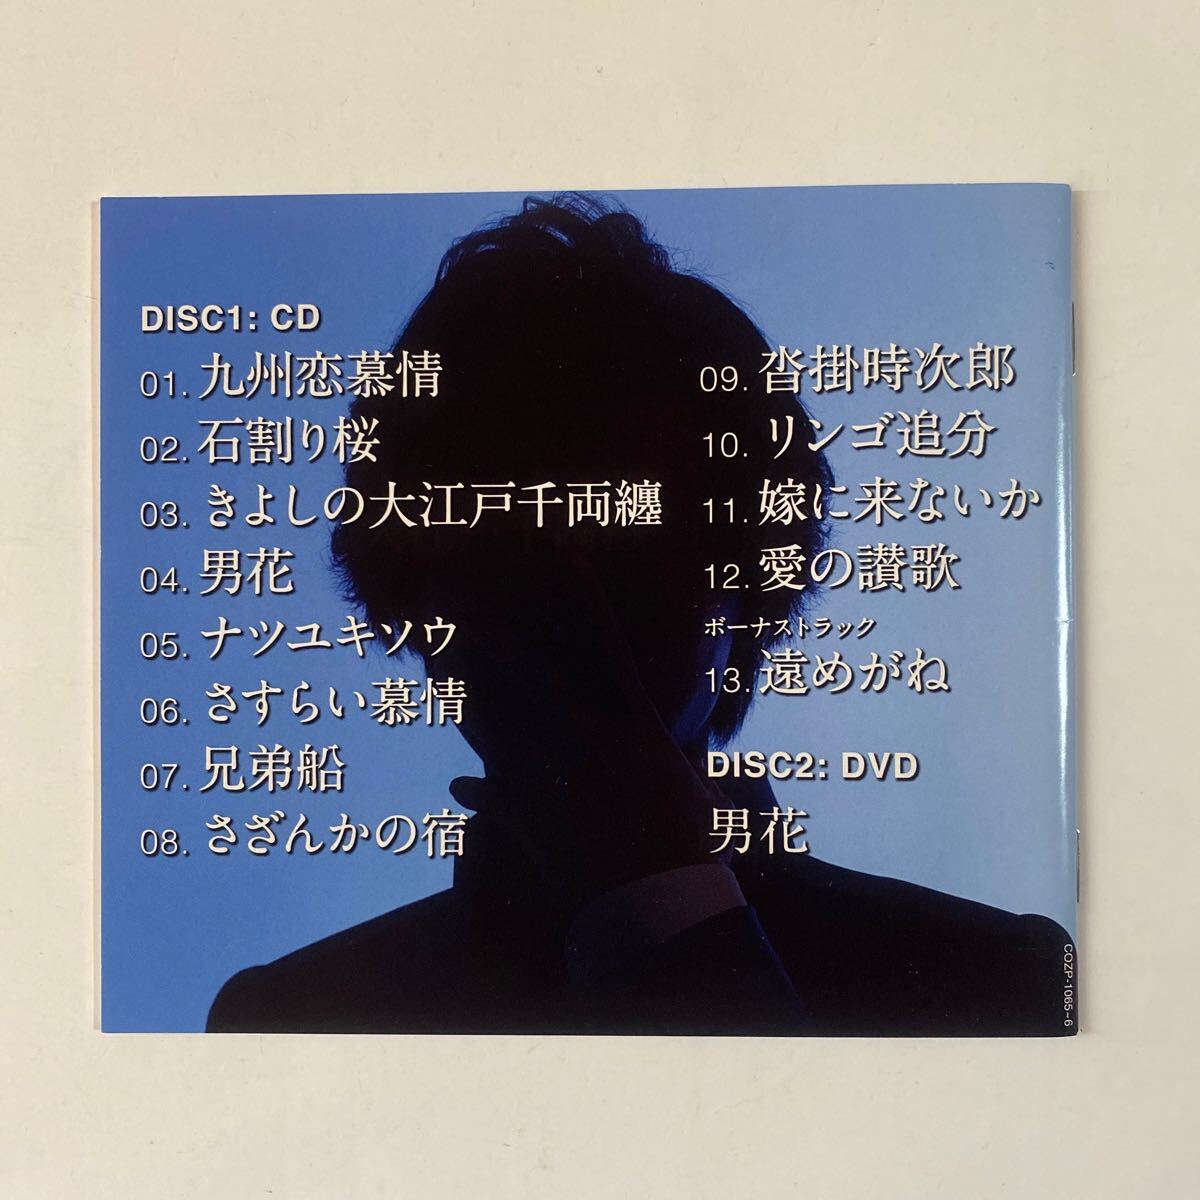 DISC1: CD
01. 九州恋慕情
02. 石割り桜
03. きよしの大江戸千両纏
04. 男花
05. ナツユキソウ
06. さすらい慕情
07. 兄弟船
08. さざんかの宿
09. 沓掛時次郎
10. リンゴ追分
11. 嫁に来ないか
12. 愛の讃歌
ボーナストラック
13. 遠めがね
DISC2: DVD
男花
COZP-1065~6